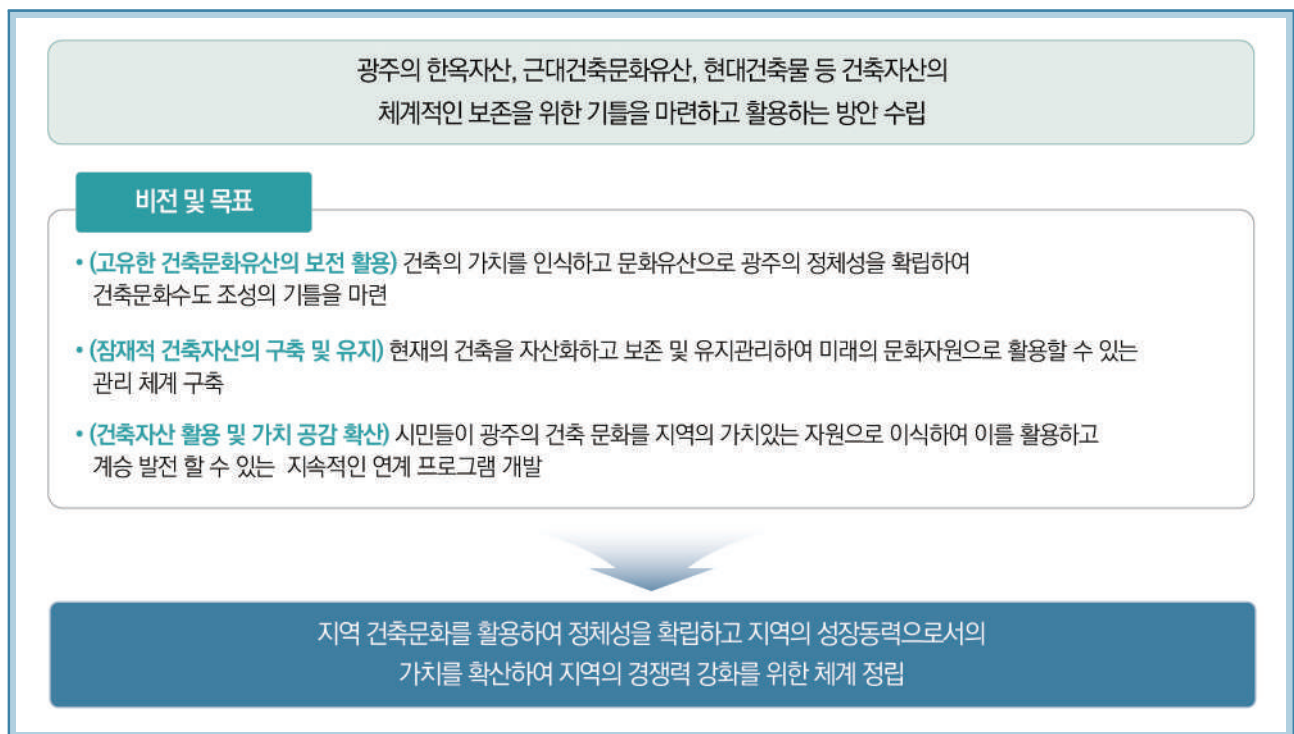 광주의 한옥자산, 근대건축문화유산, 현대건축물 등 건축자산의
체계적인 보존을 위한 기틀을 마련하고 활용하는 방안 수립
비전 및 목표
• (고유한 건축문화유산의 보전 활용) 건축의 가치를 인식하고 문화유산으로 광주의 정체성을 확립하여
건축문화수도 조성의 기틀을 마련
• (잠재적 건축자산의 구축 및 유지) 현재의 건축을 자산화하고 보존 및 유지관리하여 미래의 문화자원으로 활용할 수 있는
관리 체계 구축
• (건축자산 활용 및 가치 공감 확산) 시민들이 광주의 건축 문화를 지역의 가치있는 자원으로 이식하여 이를 활용하고
계승 발전 할 수 있는 지속적인 연계 프로그램 개발
지역 건축문화를 활용하여 정체성을 확립하고 지역의 성장동력으로서의
가치를 확산하여 지역의 경쟁력 강화를 위한 체계 정립